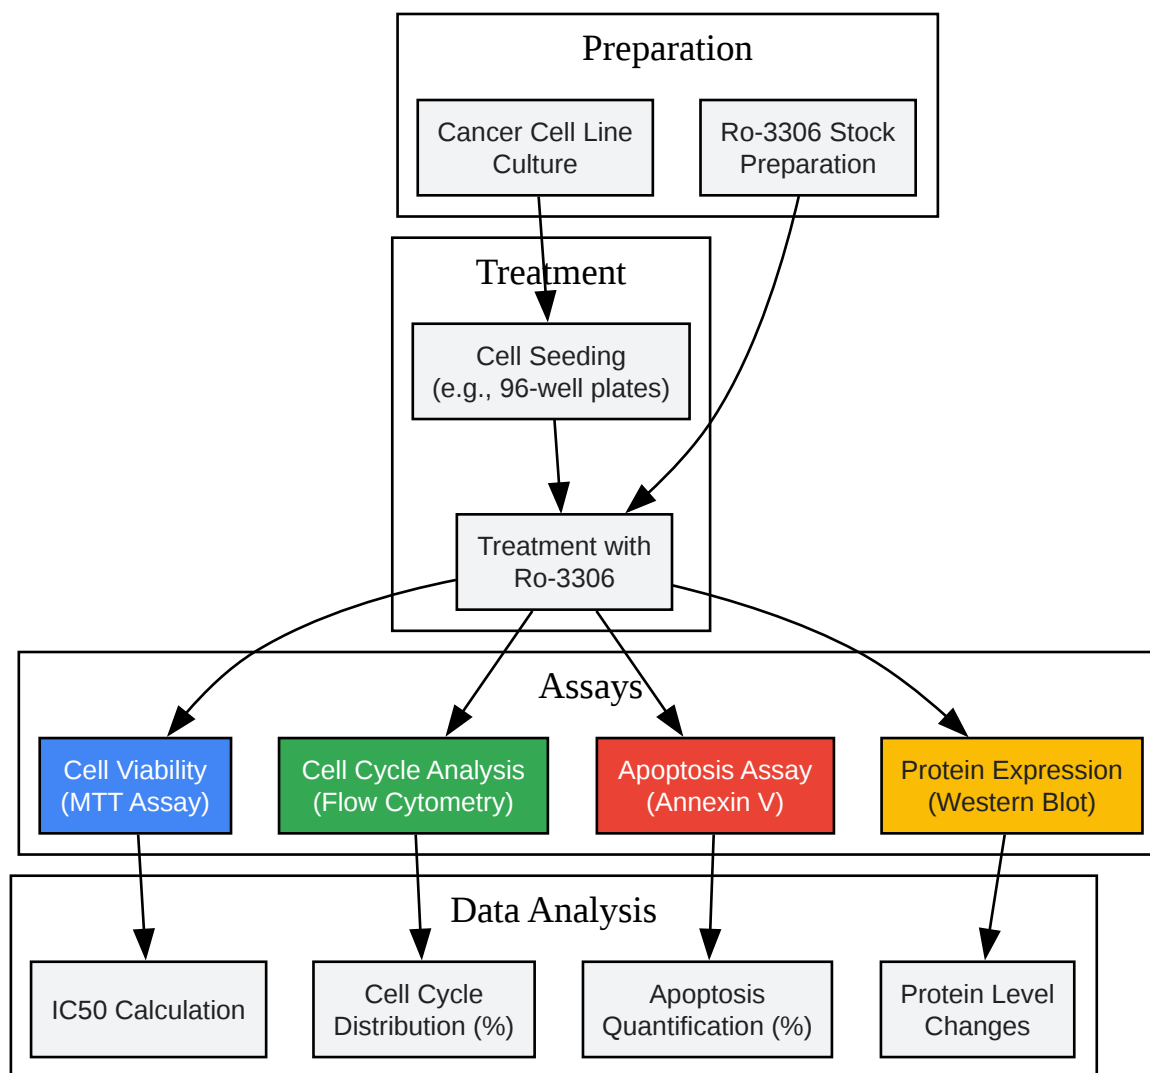 Preparation
Cancer Cell Line
Culture
Ro-3306 Stock
Preparation
Treatment
Cell Seeding
(e.g., 96-well plates)
Treatment with
Ro-3306
Assays
Cell Viability
(MTT Assay)
Cell Cycle Analysis
(Flow Cytometry)
Apoptosis Assay
(Annexin V)
Protein Expression
(Western Blot)
Data Analysis
IC50 Calculation
Cell Cycle
Distribution (%)
Apoptosis
Quantification (%)
Protein Level
Changes